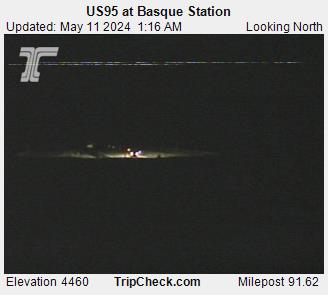 US95 at Basque Station
Updated: May 11 2024 1:16 AM
Looking North
Elevation 4460
TripCheck.com
Milepost 91.62